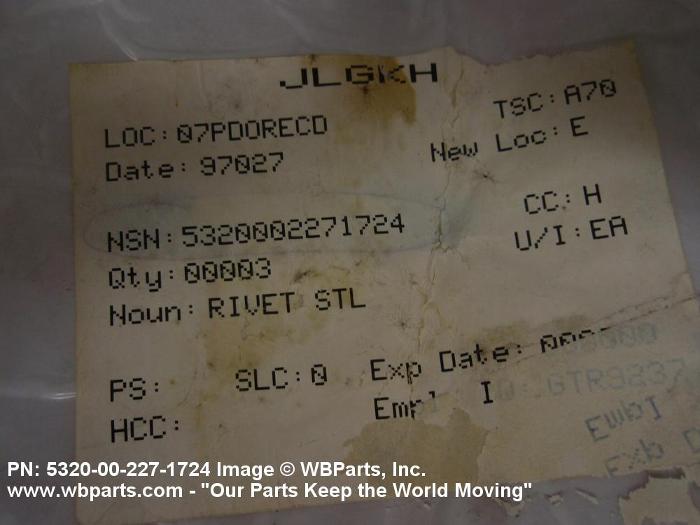 JLGKH
LOC: 07PDORECD TSC: A70
Date: 97027 New Loc: E
NSN: 5320002271724 CC: H
Qty: 00003 U/I: EA
Noun: RIVET STL
PS: SLC: 0 Exp Date:
HCC: I
Empl
Exp Date
PN: 5320-00-227-1724 Image © WBParts, Inc.
www.wbparts.com - "Our Parts Keep the World Moving"